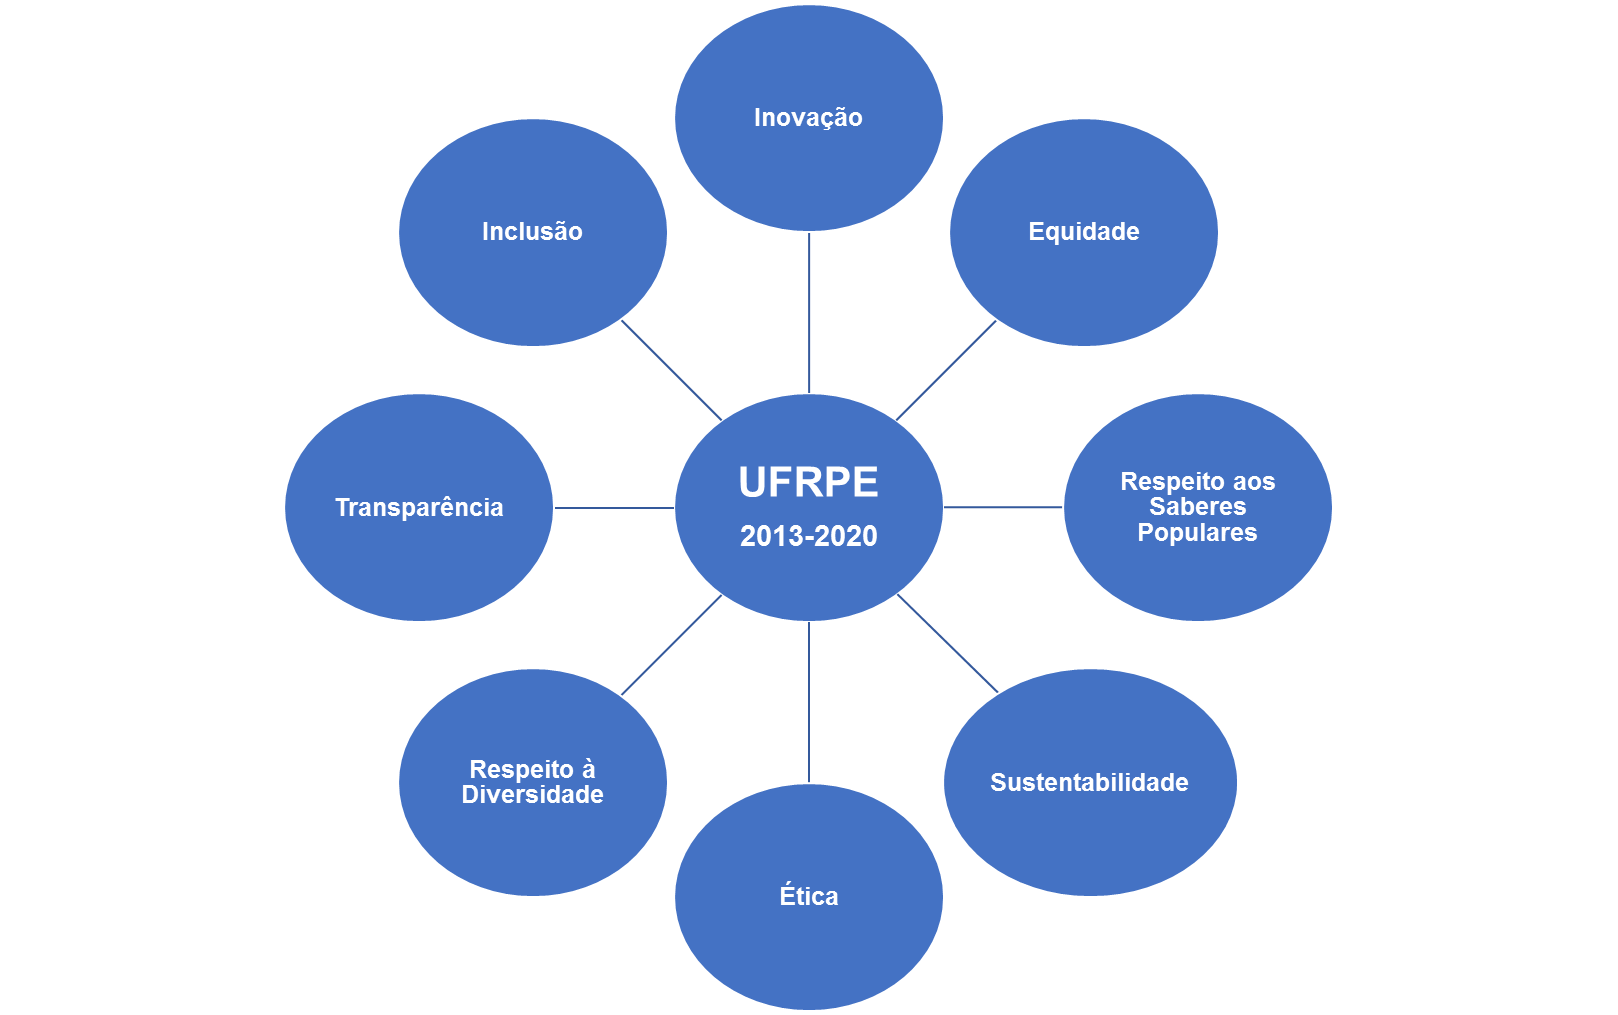 Inovação
Inclusão
Equidade
Transparência
UFRPE
2013-2020
Respeito aos
Saberes
Populares
Respeito à
Diversidade
Sustentabilidade
Ética